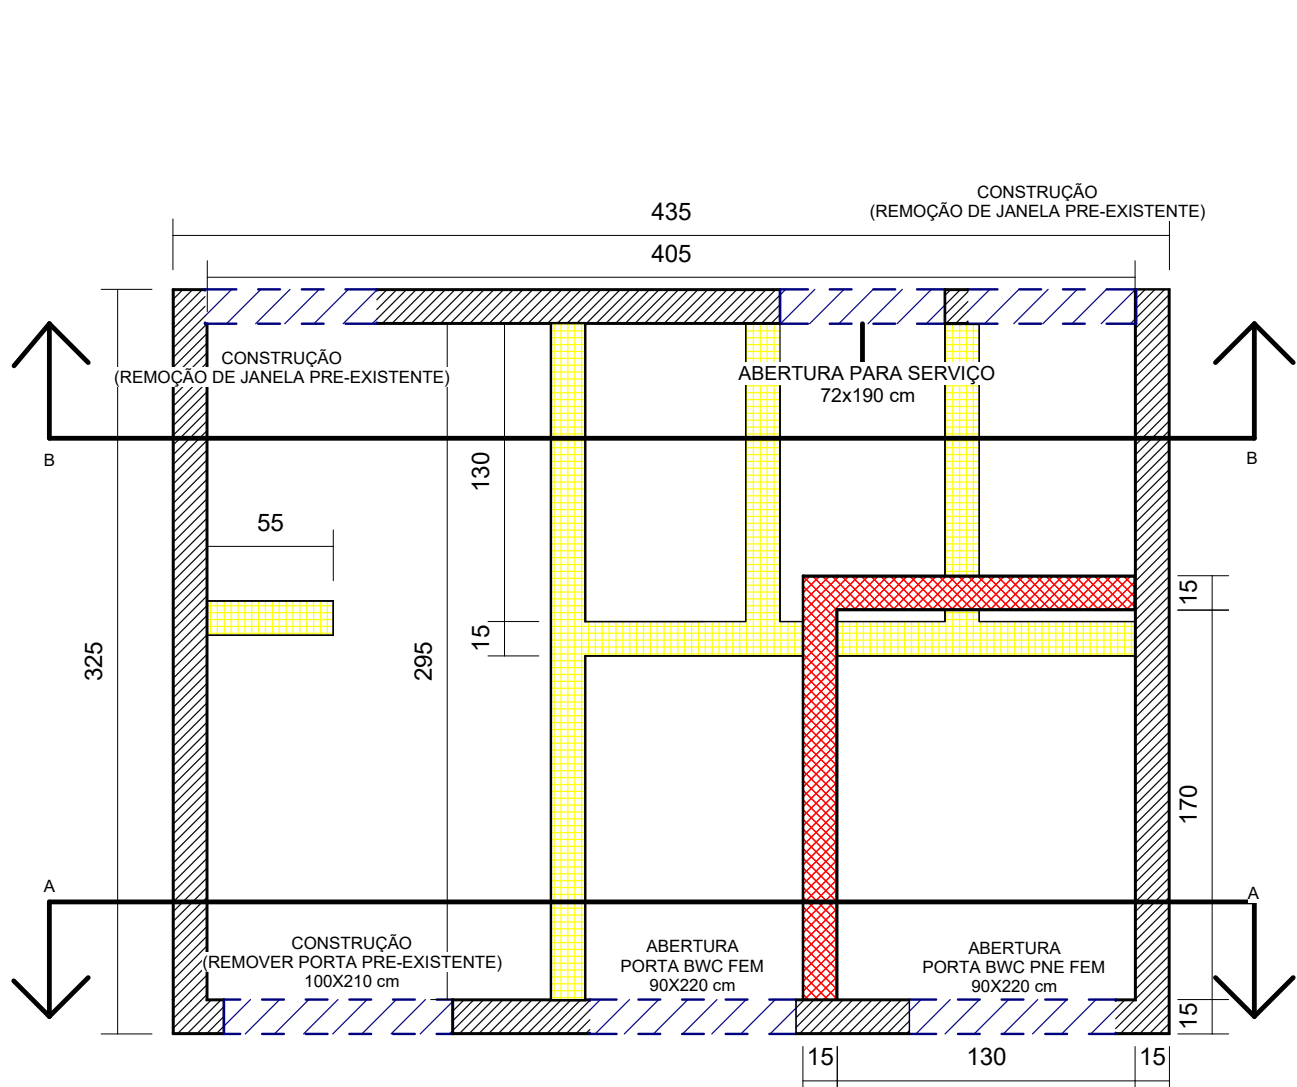 CONSTRUÇÃO
(REMOÇÃO DE JANELA PRE-EXISTENTE)
435
405
CONSTRUÇÃO
(REMOÇÃO DE JANELA PRE-EXISTENTE)
ABERTURA PARA SERVIÇO
72x190 cm
B
B
130
55
15
15
325
295
170
A
A
CONSTRUÇÃO
(REMOVER PORTA PRE-EXISTENTE)
100X210 cm
ABERTURA
PORTA BWC FEM
90X220 cm
ABERTURA
PORTA BWC PNE FEM
90X220 cm
15
15
130
15